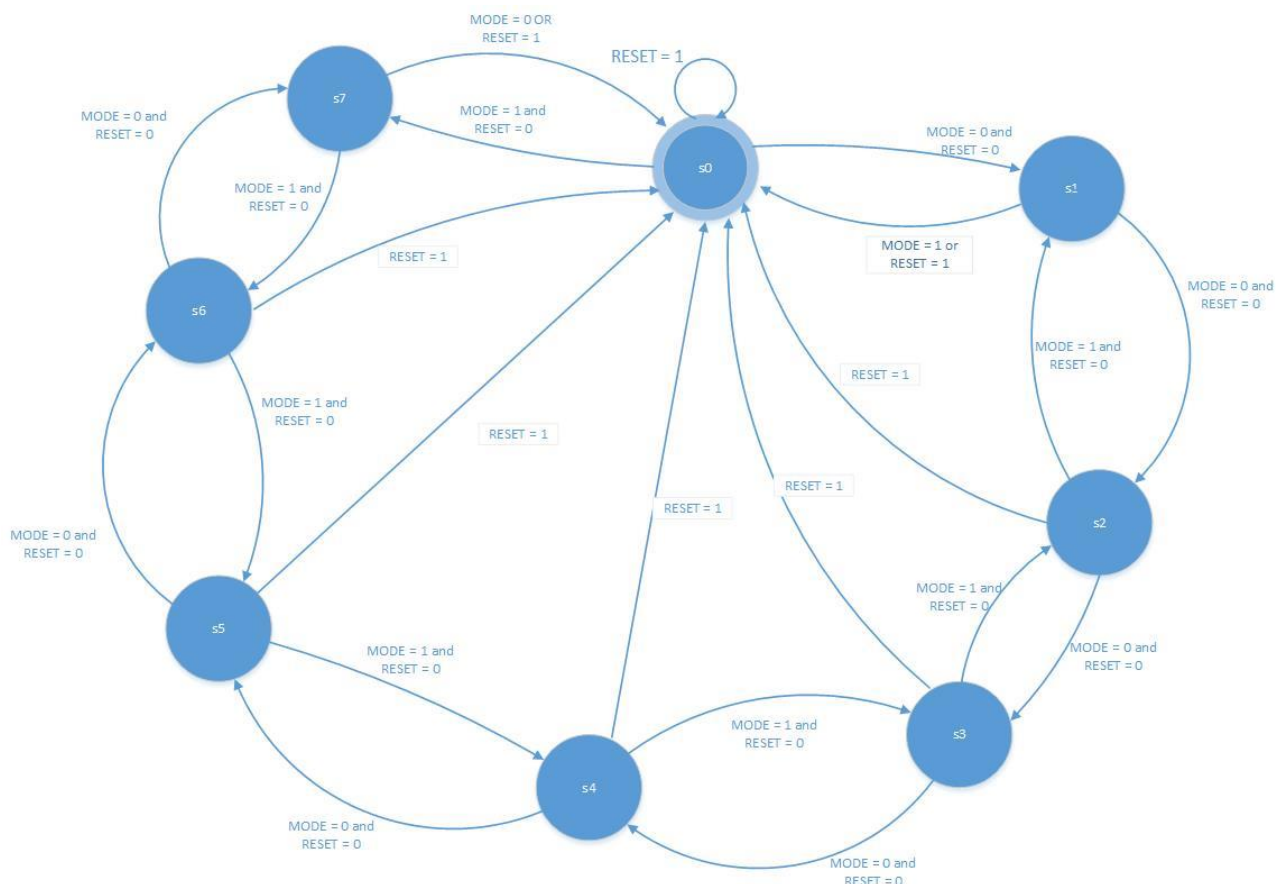 MODE = 0 OR
RESET = 1
RESET = 1
s7
MODE = 0 and
RESET = 0
MODE = 1 and
RESET = 0
s0
MODE = 0 and
RESET = 0
s1
MODE = 1 and
RESET = 0
RESET = 1
MODE = 1 or
RESET = 1
MODE = 0 and
RESET = 0
s6
MODE = 1 and
RESET = 0
RESET = 1
MODE = 1 and
RESET = 0
RESET = 1
RESET = 1
RESET = 1
s2
MODE = 0 and
RESET = 0
MODE = 1 and
RESET = 0
s5
MODE = 1 and
RESET = 0
MODE = 0 and
RESET = 0
MODE = 1 and
RESET = 0
s3
s4
MODE = 0 and
RESET = 0
MODE = 0 and
RESET = 0